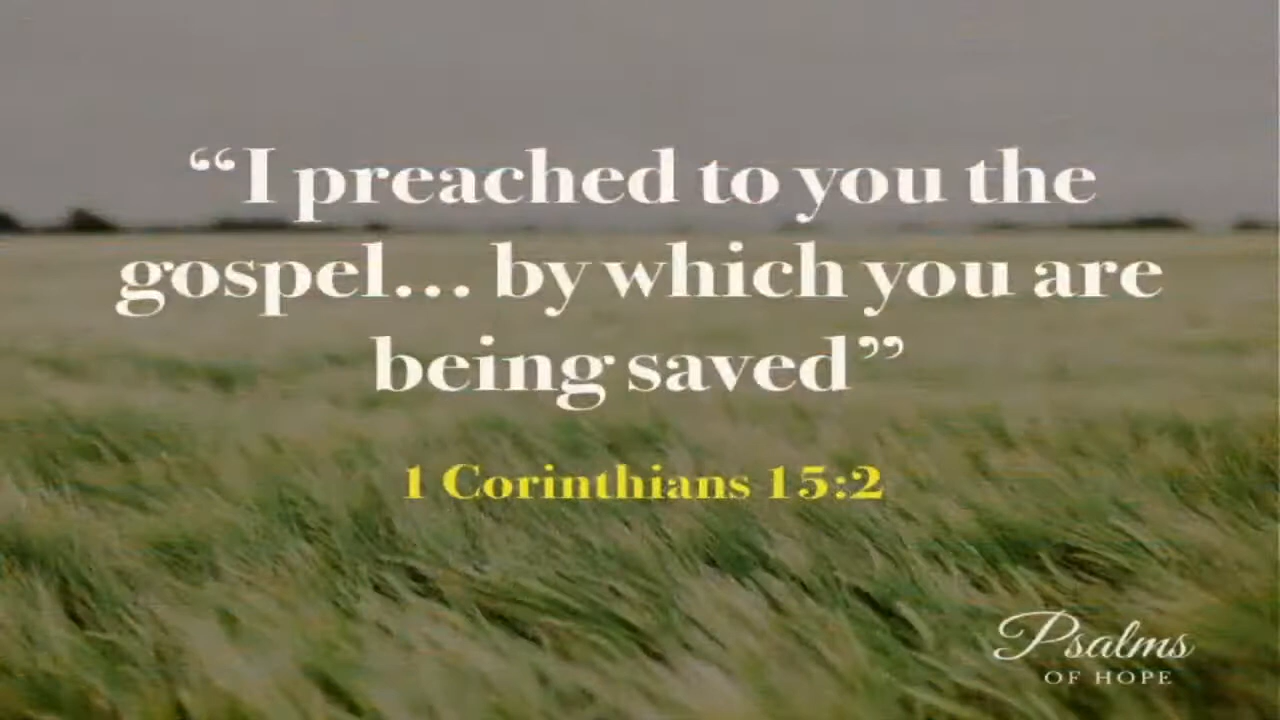 “I preached to you the
gospel... by which you are
being saved”
1 Corinthians 15:2
Psalms
OF HOPE